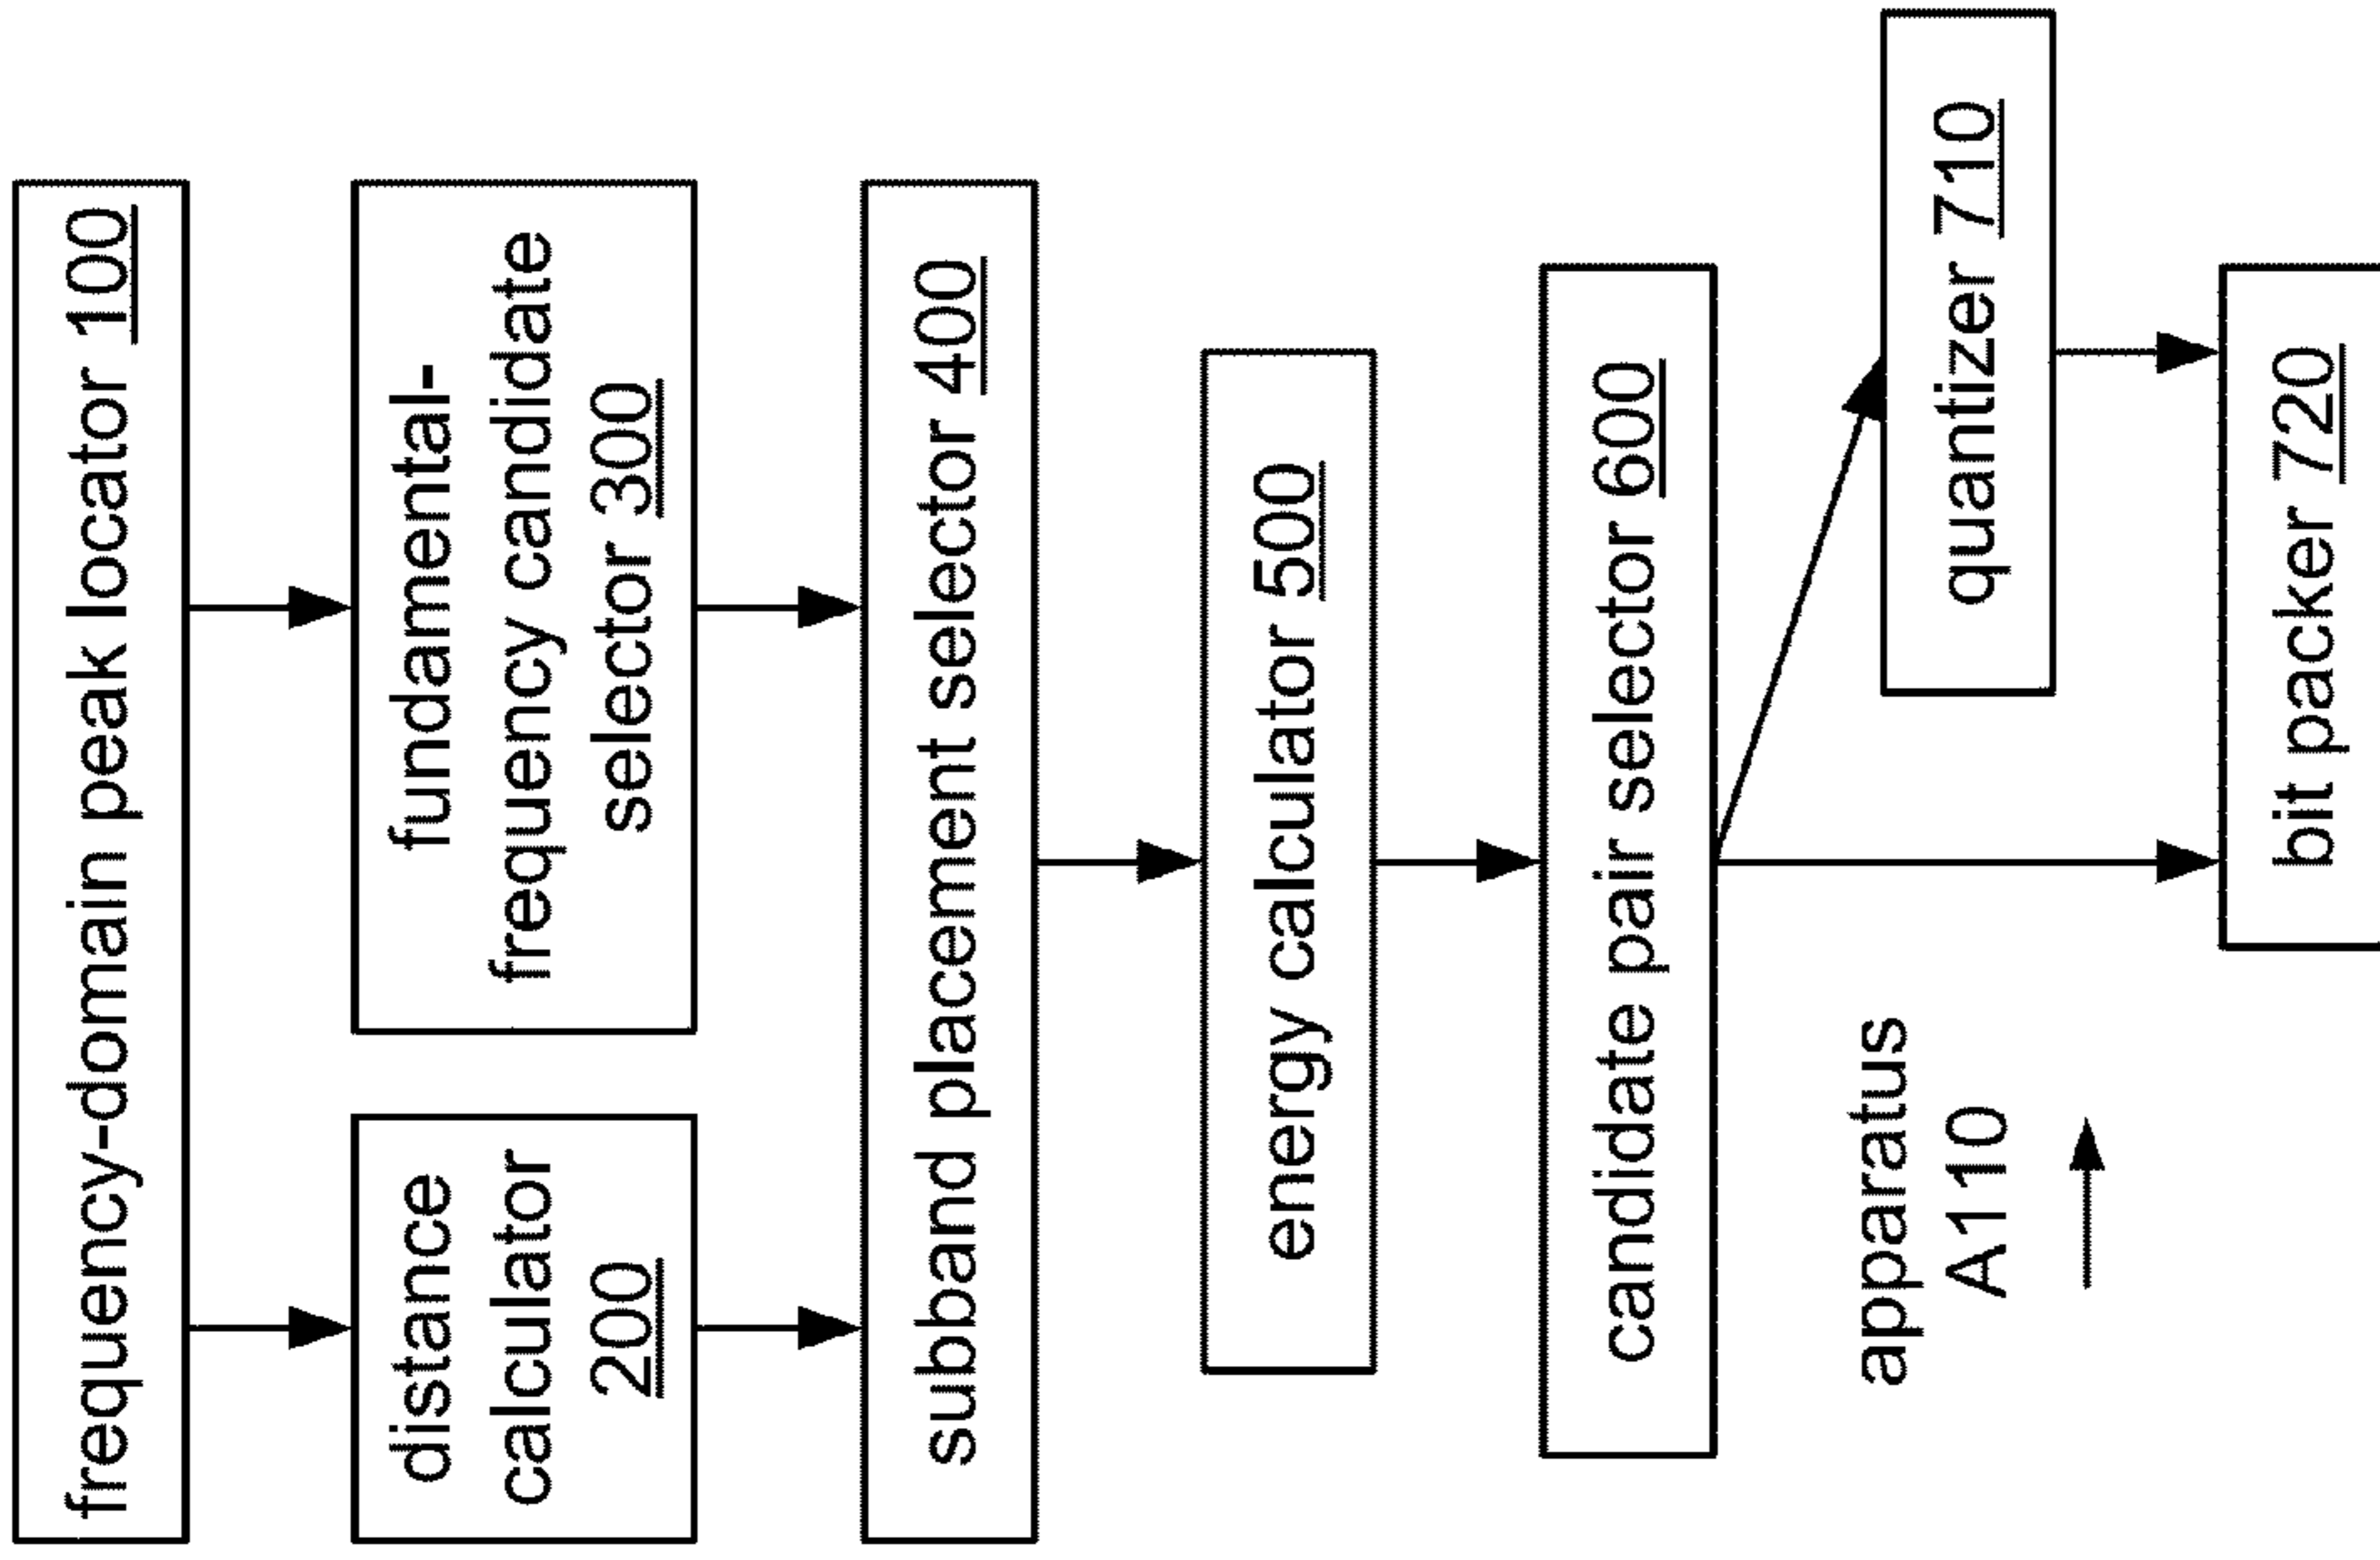 frequency-domain peak locator 100
distance
calculator
200
fundamental-
frequency candidate
selector 300
subband placement selector 400
energy calculator 500
candidate pair selector 600
quantizer 710
apparatus
A110
bit packer 720